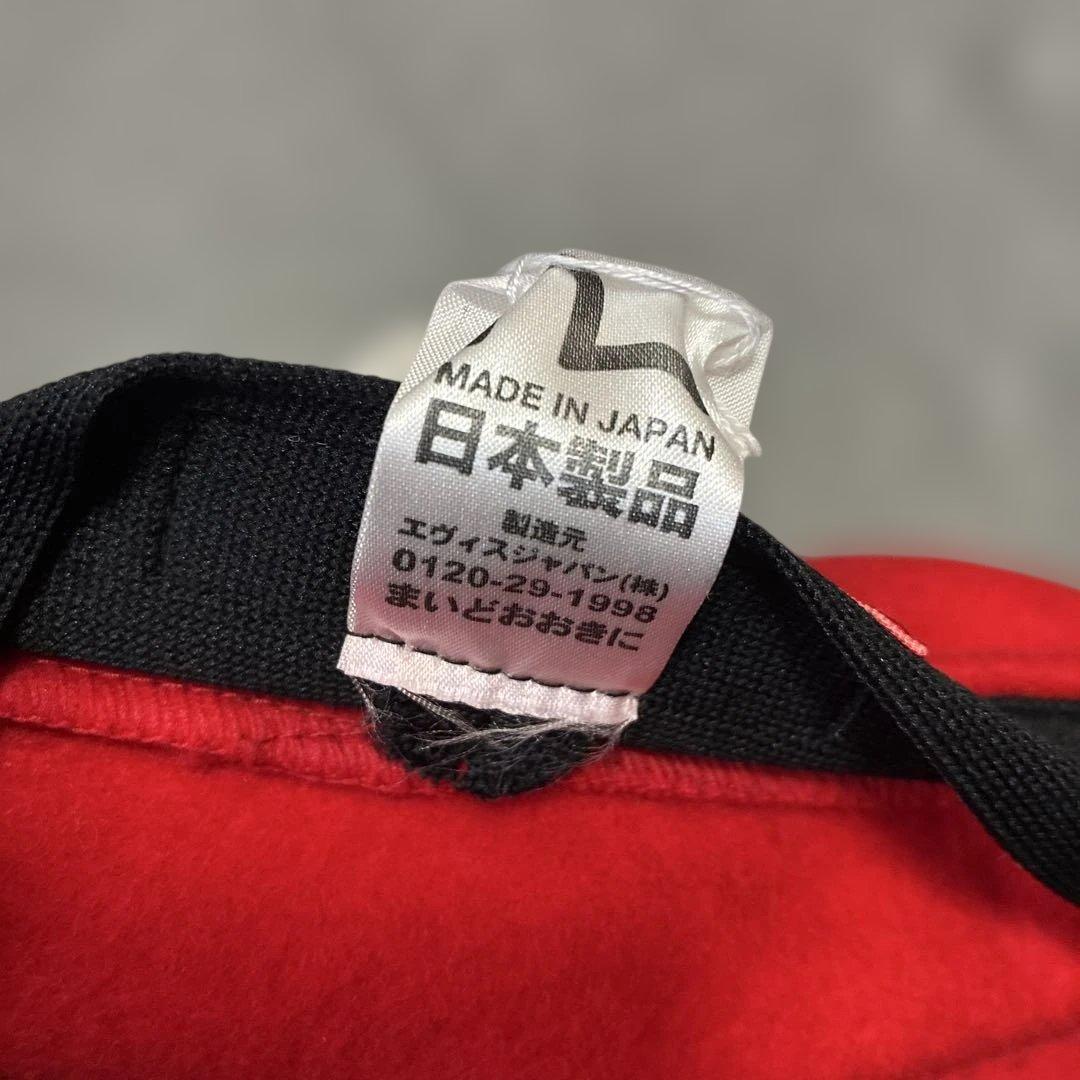 MADE IN JAPAN
日本製品
製造元
エヴィスジャパン(株)
0120-29-1998
まいどおおきに